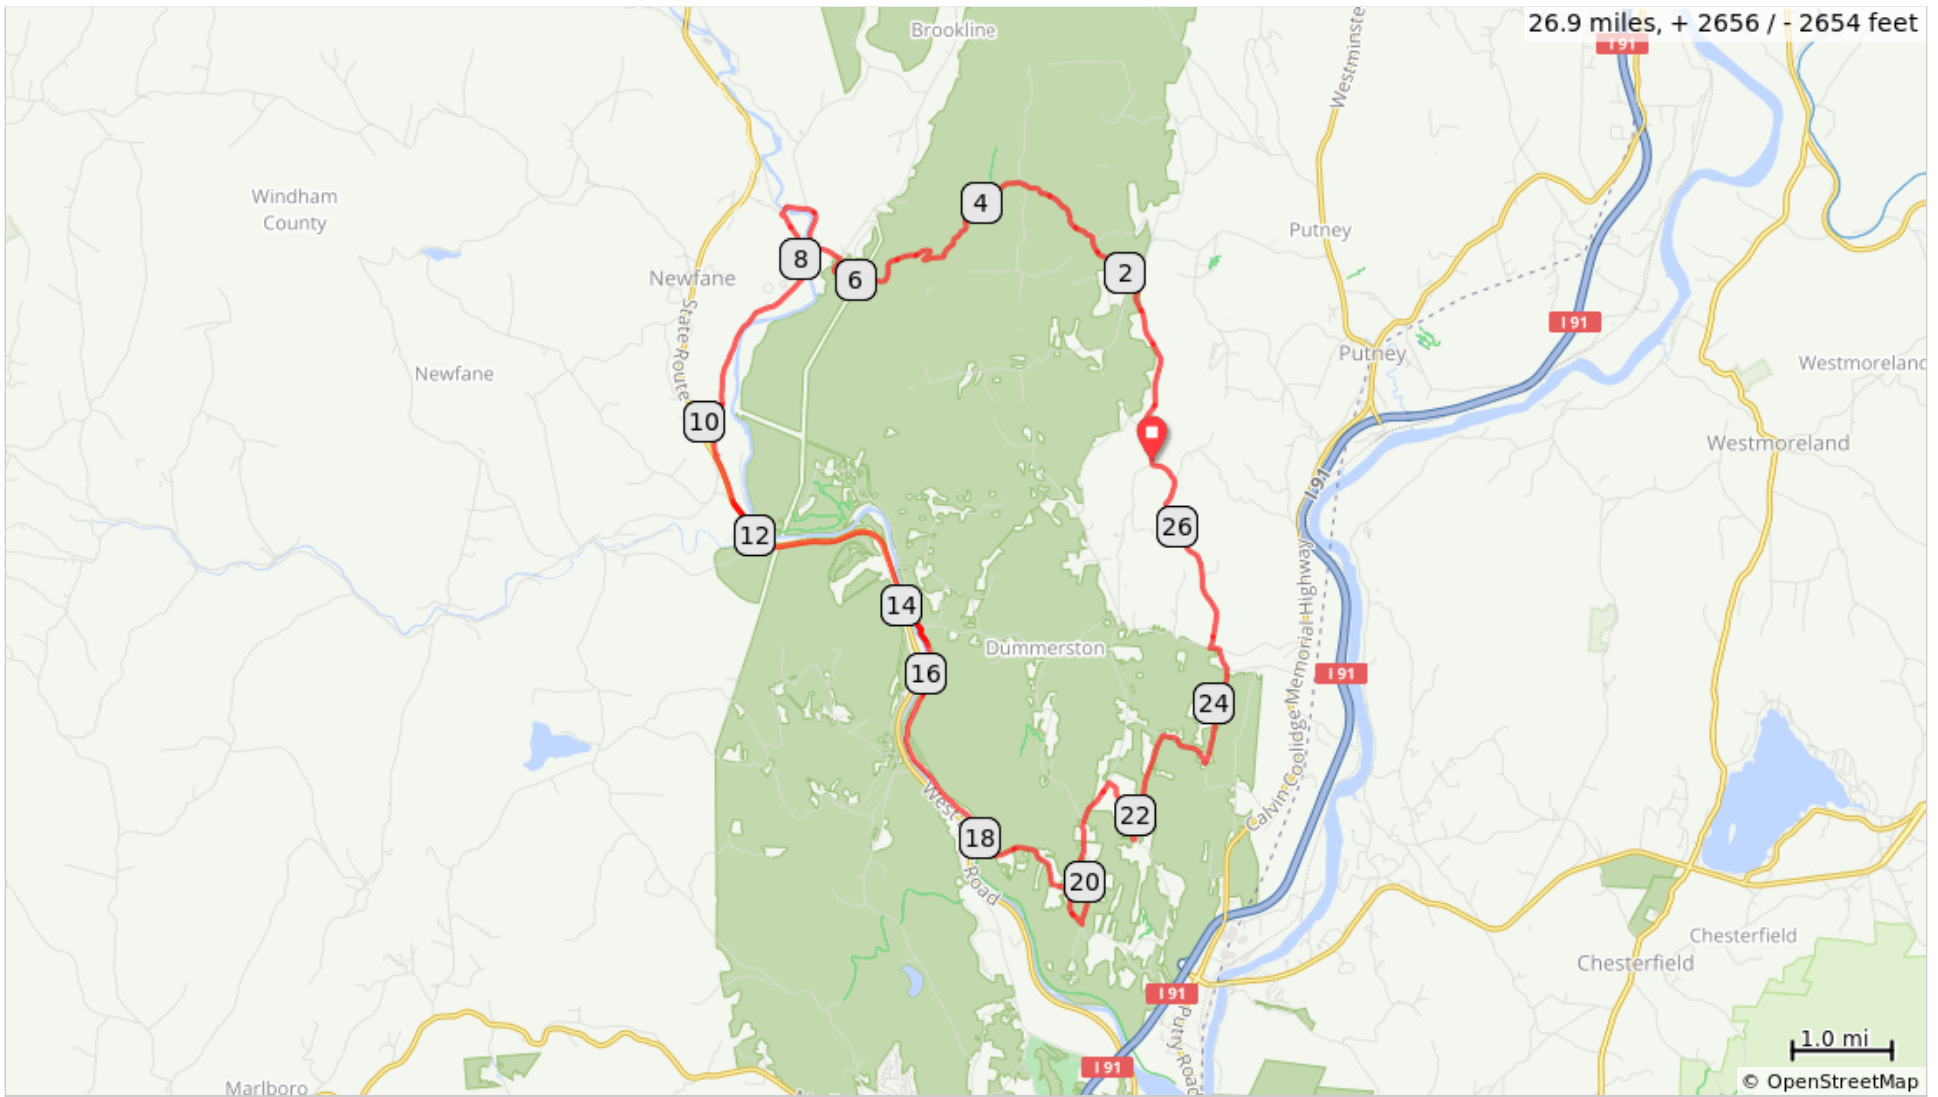 26.9 miles, + 2656 / - 2654 feet
Brookline
I 91
Westminste
Windham
County
4
Putney
8
2
6
Newfane
State Route
I 91
Putney
Westmoreland
Newfane
10
Westmoreland
I 91
26
12
14
Dummerston
16
I 91
24
Calvin Coolidge Memorial Highway
West
Road
22
18
20
Chesterfield
Chesterfield
I 91
Putry Road
1.0 mi
I 91
Marlboro
© OpenStreetMap